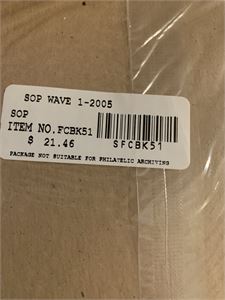 SOP WAVE 1-2005
SOP
ITEM NO. FCBK51
$ 21.46 SFCBK51
PACKAGE NOT SUITABLE FOR PHILATELIC ARCHIVING